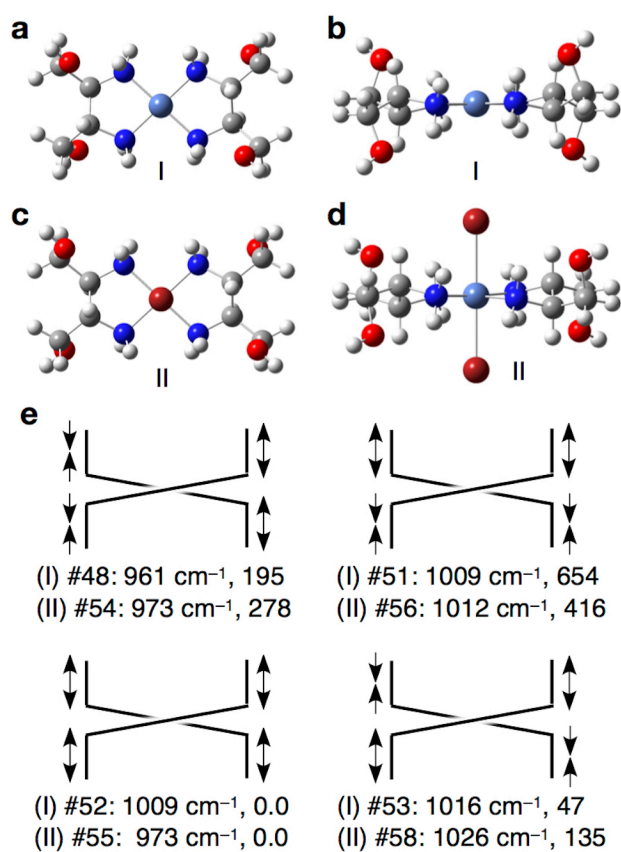 a
b
I
I
c
d
II
II
e
(I) #48: 961 cm⁻¹, 195
(II) #54: 973 cm⁻¹, 278
(I) #51: 1009 cm⁻¹, 654
(II) #56: 1012 cm⁻¹, 416
(I) #52: 1009 cm⁻¹, 0.0
(II) #55: 973 cm⁻¹, 0.0
(I) #53: 1016 cm⁻¹, 47
(II) #58: 1026 cm⁻¹, 135